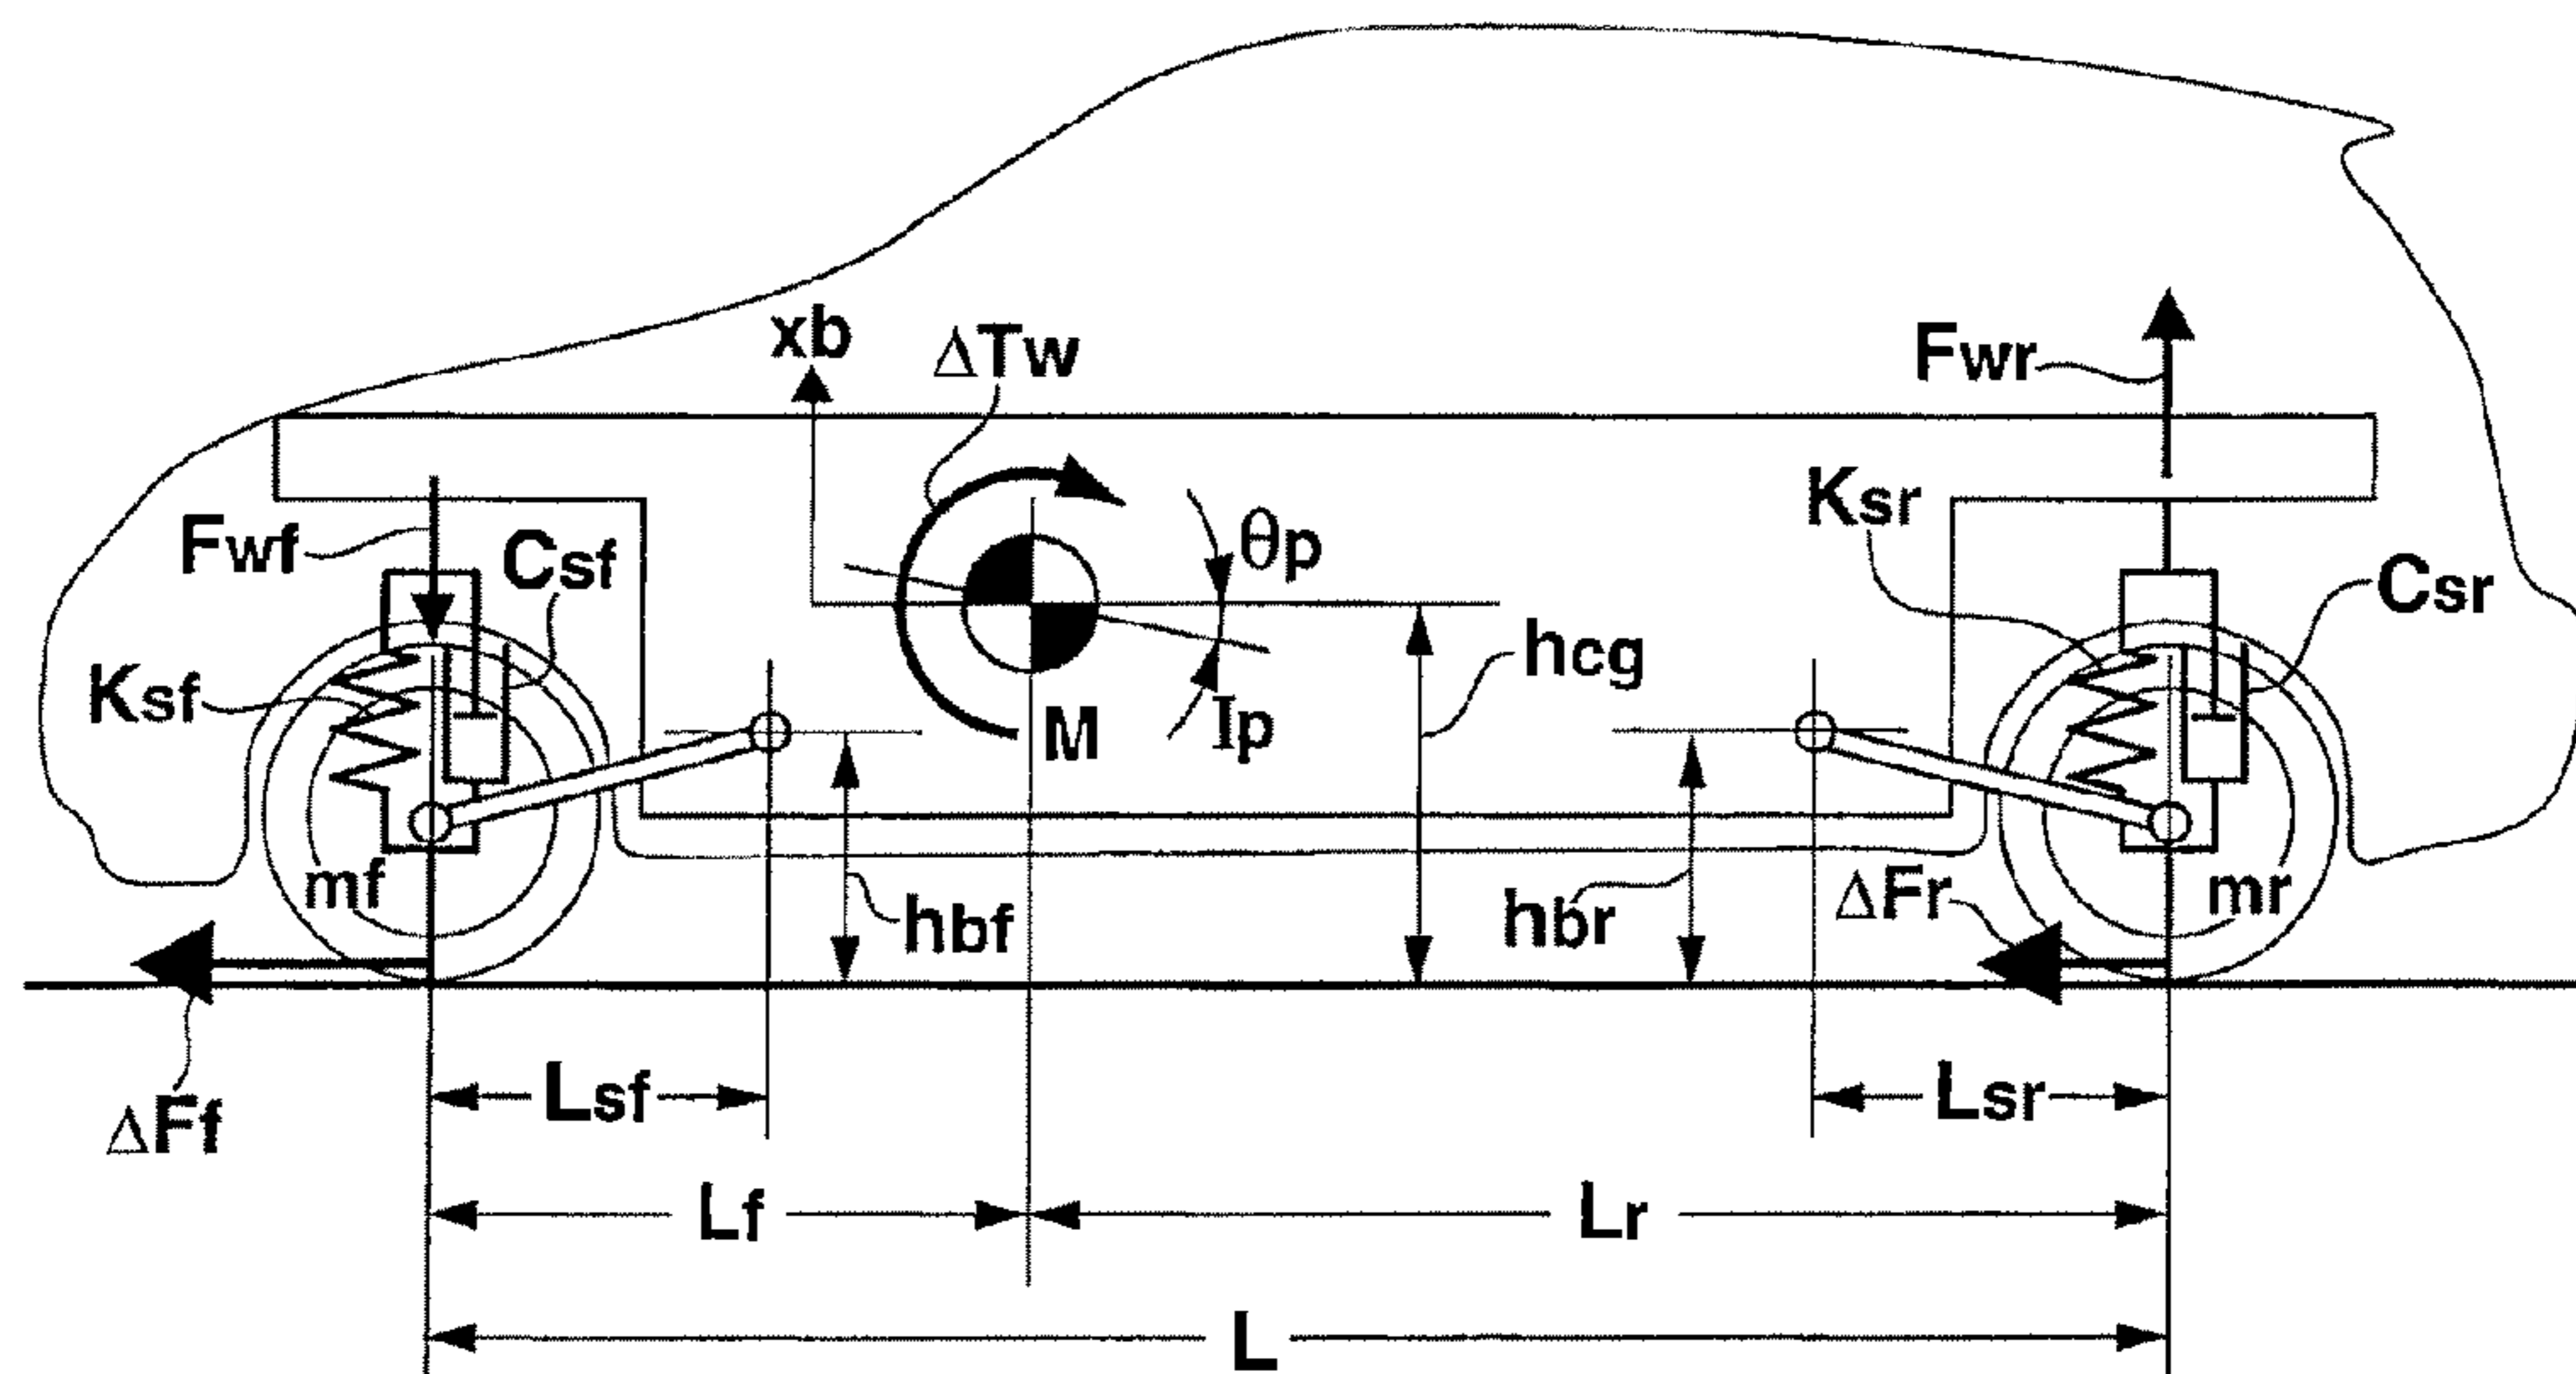 xb
ΔTw
Fwr
Ksr
Fwf
Csf
θp
Csr
hcg
Ksf
M
Ip
mf
hbf
hbr
ΔFr
mr
Lsf
Lsr
ΔFf
Lf
Lr
L